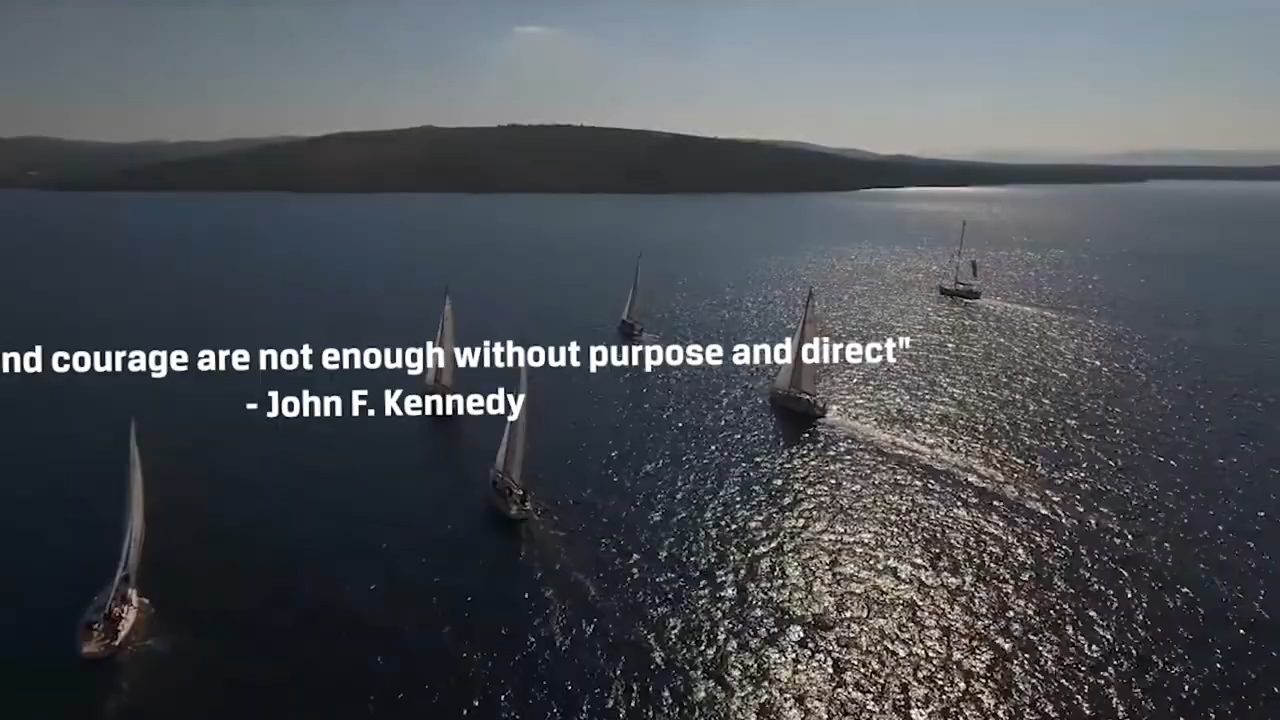 nd courage are not enough without purpose and direct"
- John F. Kennedy